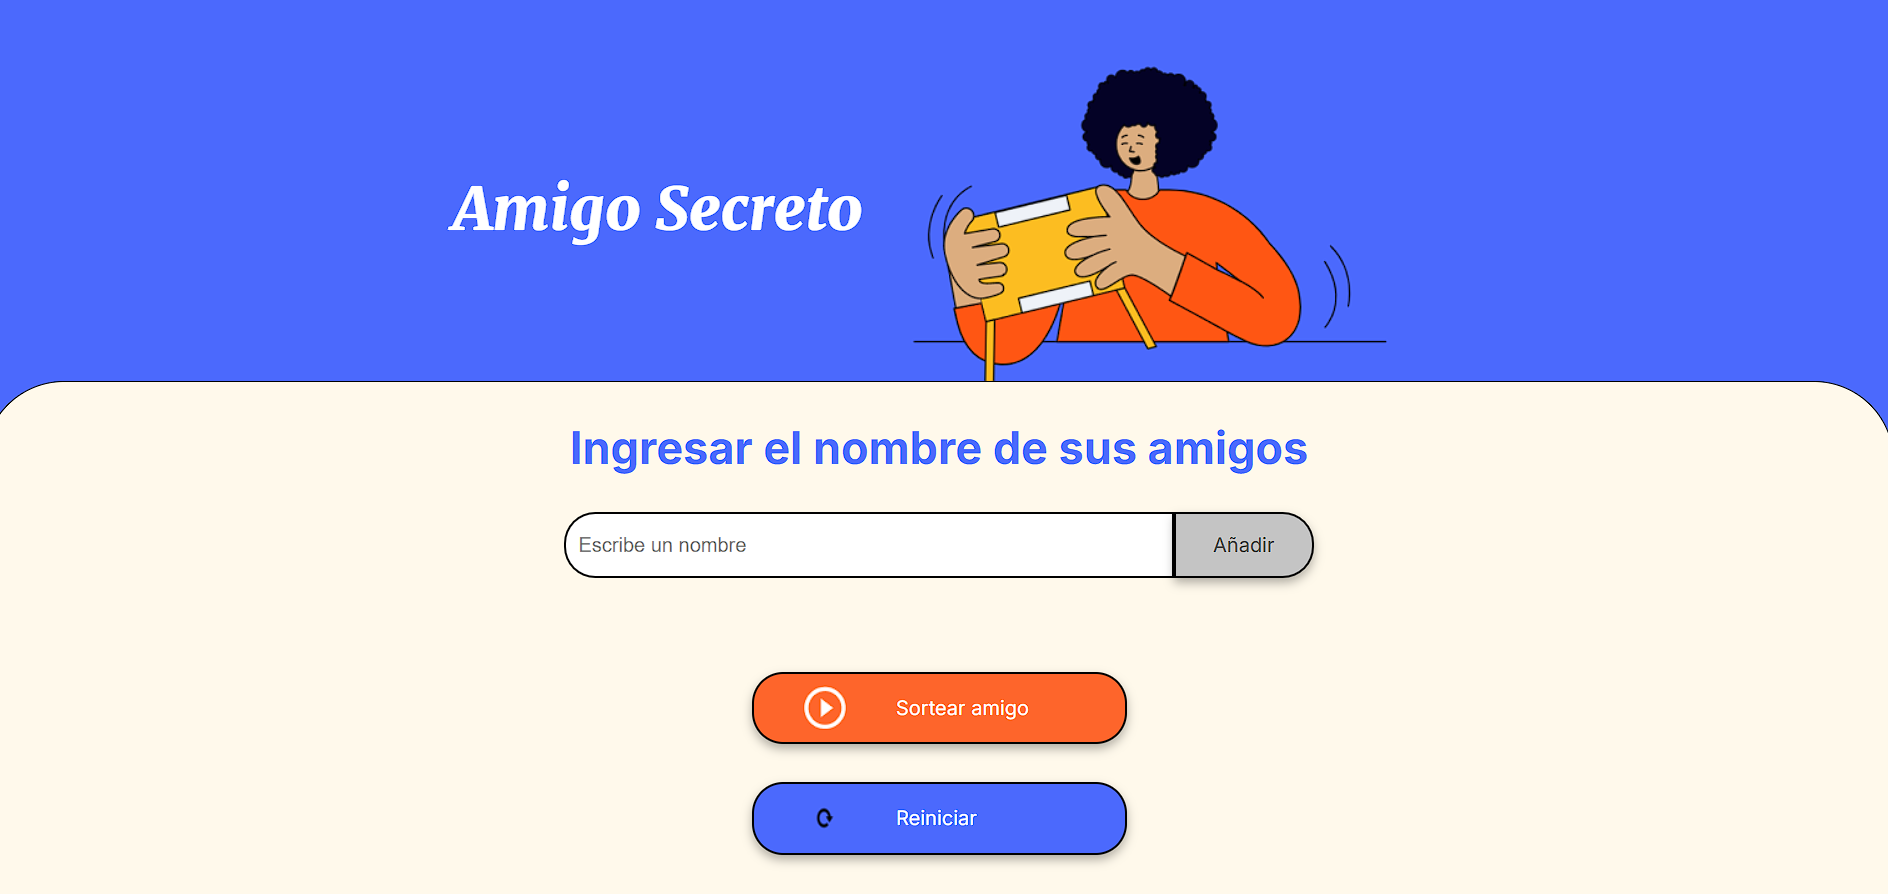 Amigo Secreto
Ingresar el nombre de sus amigos
Escribe un nombre
Añadir
Sortear amigo
Reiniciar